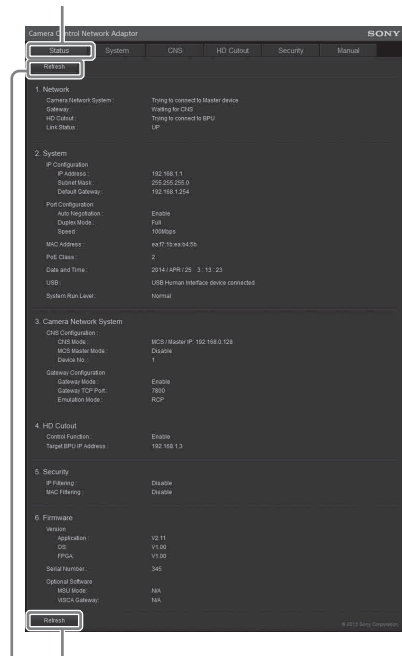 Camera Control Network Adaptor SONY
Status System CNS HD Cutout Security Manual
Refresh
1. Network
Camera Network System : Trying to connect to Master device
Gateway : Waiting for CNS
HD Cutout : Trying to connect to BPU
Link Status : UP
2. System
IP Configuration
IP Address : 192.168.1.1
Subnet Mask : 255.255.255.0
Default Gateway : 192.168.1.254
Port Configuration
Auto Negotiation : Enable
Duplex Mode : Full
Speed : 100Mbps
MAC Address : ea:f7:1b:ea:b4:5b
PoE Class : 2
Date and Time : 2014 / APR / 25 3 : 13 : 23
USB : USB Human Interface device connected
System Run Level : Normal
3. Camera Network System
CNS Configuration :
CNS Mode : MCS / Master IP: 192.168.0.128
MCS Master Mode : Disable
Device No. : 1
Gateway Configuration
Gateway Mode : Enable
Gateway TCP Port : 7800
Emulation Mode : RCP
4. HD Cutout
Control Function : Enable
Target BPU IP Address : 192.168.1.3
5. Security
IP Filtering : Disable
MAC Filtering : Disable
6. Firmware
Version
Application : V2.11
OS: V1.00
FPGA: V1.00
Serial Number : 345
Optional Software
MSU Mode: N/A
VISCA Gateway: N/A
Refresh
Sony Corporation